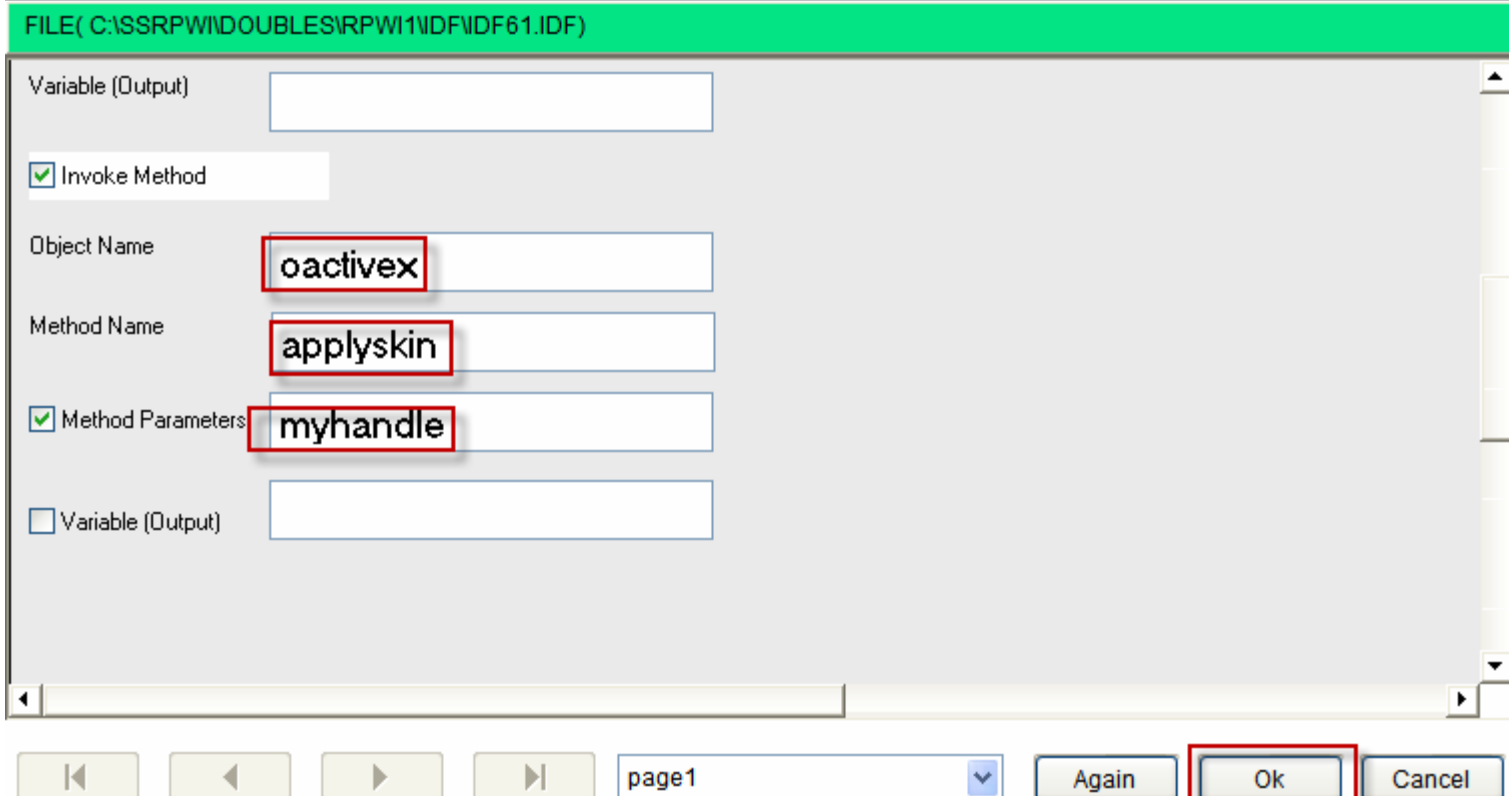 FILE( C:\SSRPWI\DOUBLES\RPWI1\IDF\IDF61.IDF)
Variable (Output)
Invoke Method
Object Name
oactivex
Method Name
applyskin
Method Parameters
myhandle
Variable (Output)
page1
Again
Ok
Cancel